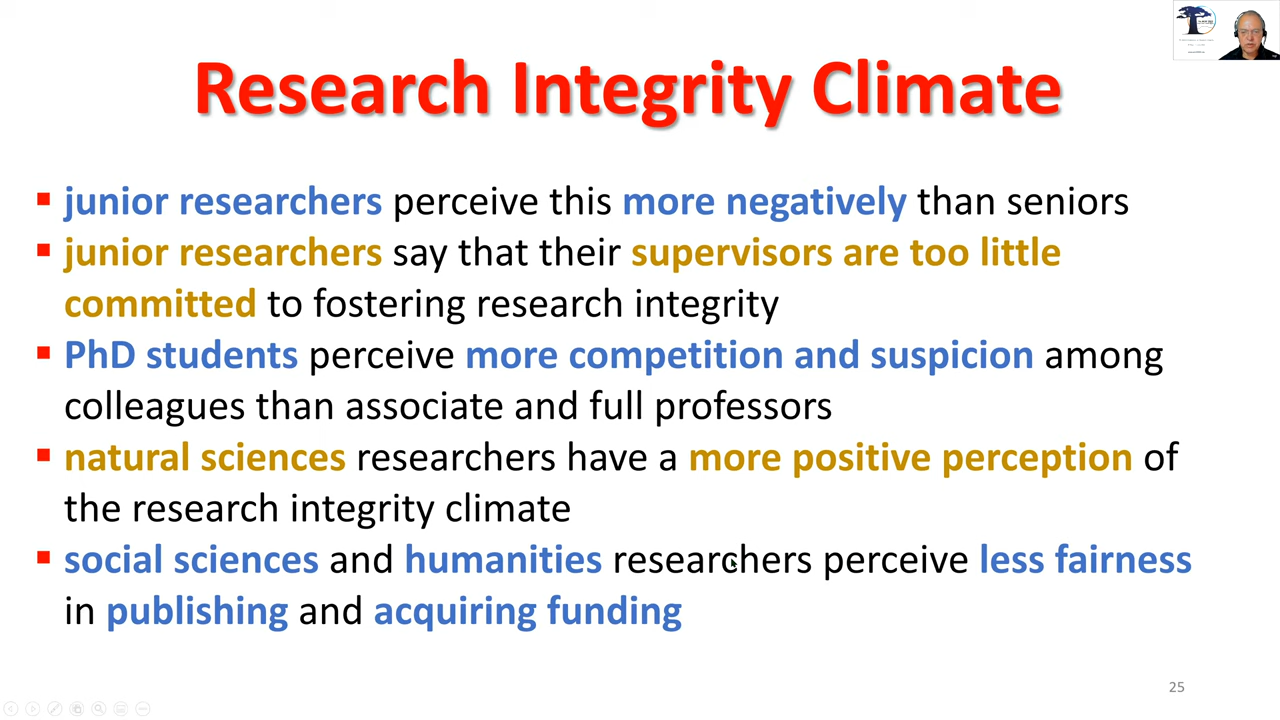 Research Integrity Climate
▪ junior researchers perceive this more negatively than seniors
▪ junior researchers say that their supervisors are too little
committed to fostering research integrity
▪ PhD students perceive more competition and suspicion among
colleagues than associate and full professors
▪ natural sciences researchers have a more positive perception of
the research integrity climate
▪ social sciences and humanities researchers perceive less fairness
in publishing and acquiring funding
25